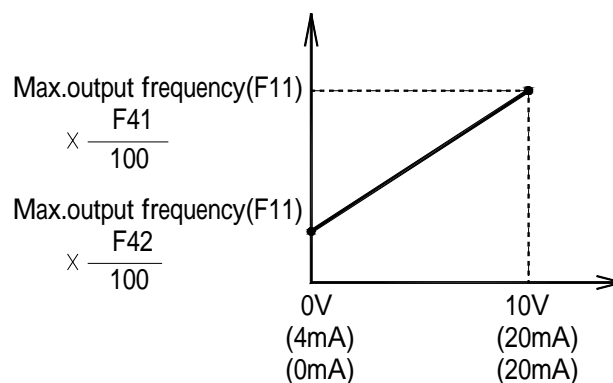 Max.output frequency(F11)
× F41
100
Max.output frequency(F11)
× F42
100
0V 10V
(4mA) (20mA)
(0mA) (20mA)